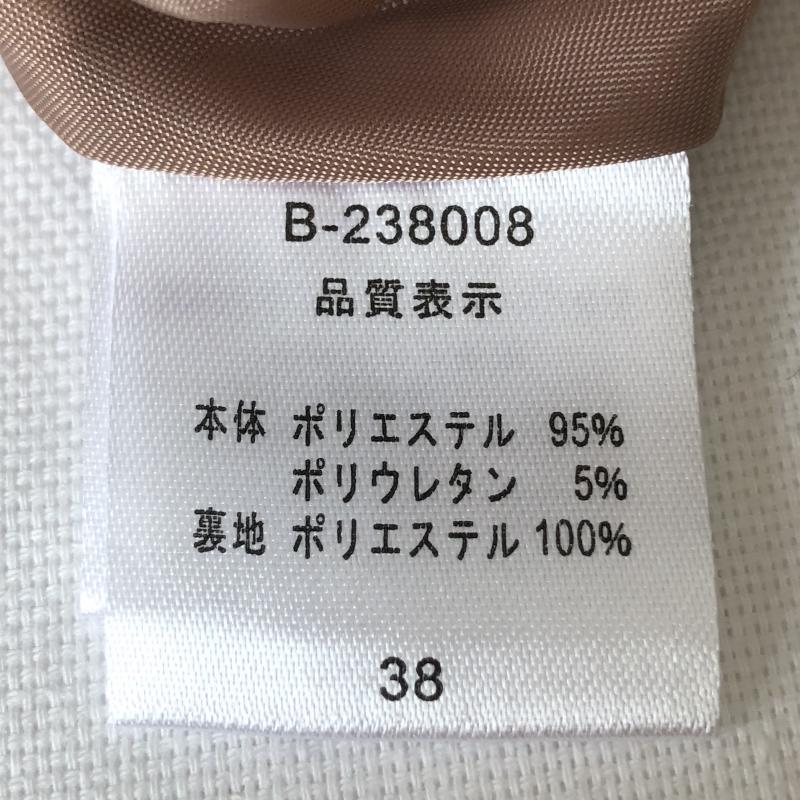 B-238008
品質表示
本体 ポリエステル 95%
ポリウレタン 5%
裏地 ポリエステル 100%
38